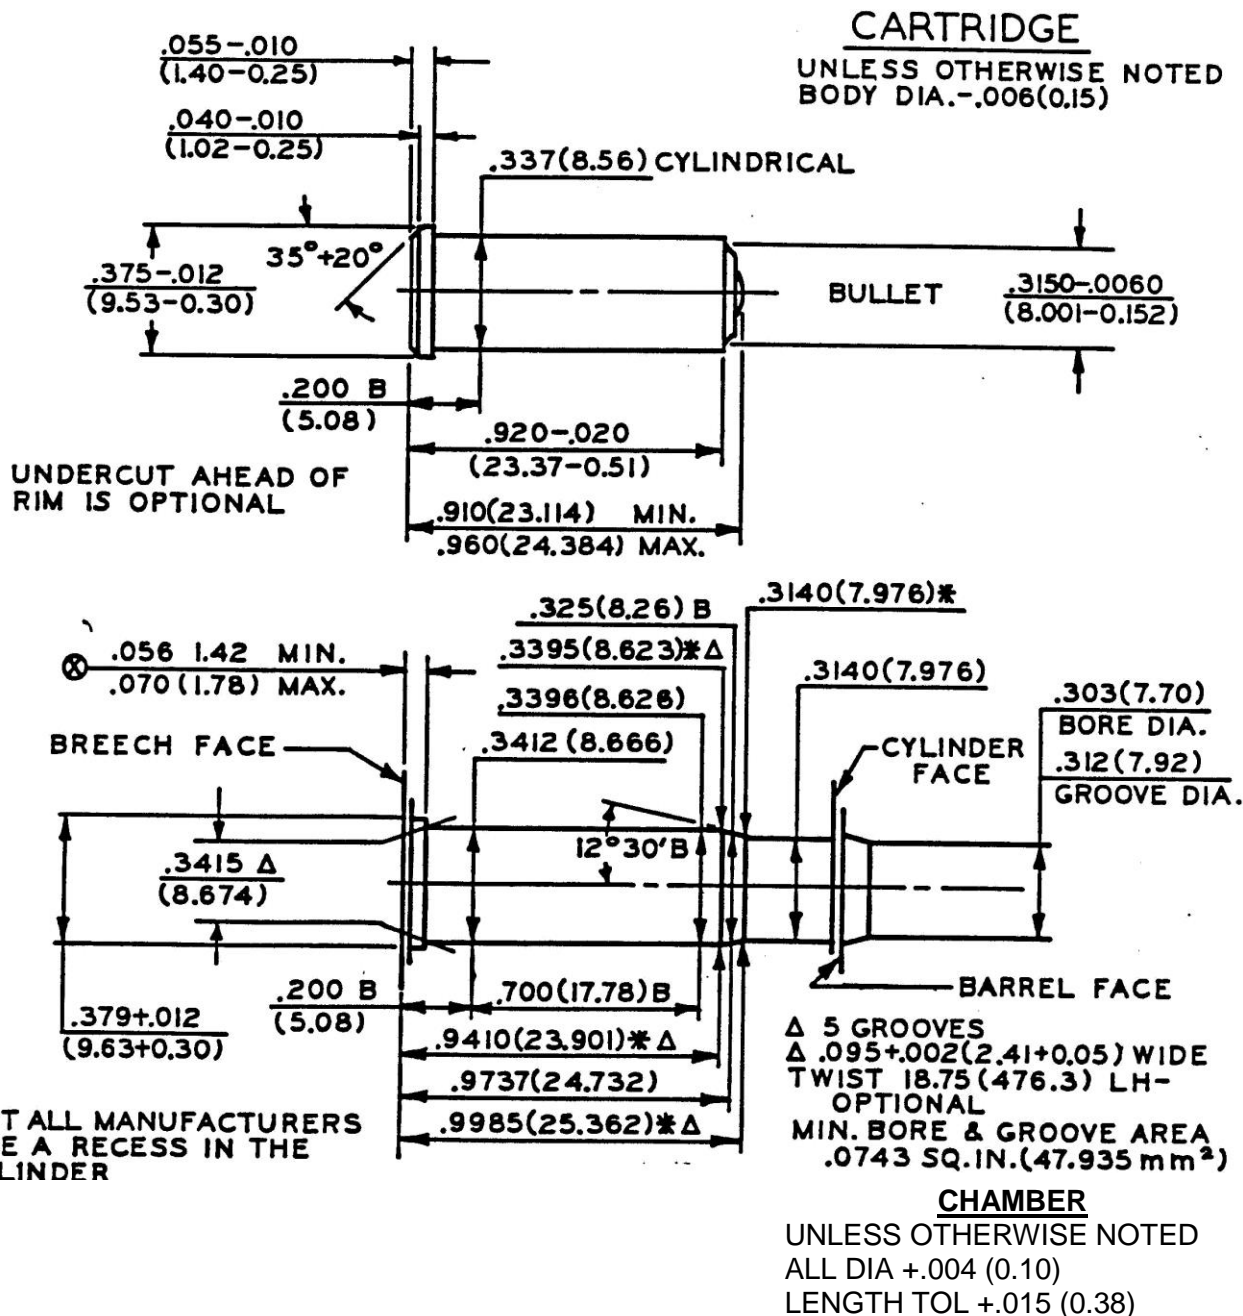 CARTRIDGE
UNLESS OTHERWISE NOTED
BODY DIA.-.006(0.15)
.055-.010
(1.40-0.25)
.040-.010
(1.02-0.25)
.337(8.56) CYLINDRICAL
35°+20°
.375-.012
(9.53-0.30)
BULLET
.3150-.0060
(8.001-0.152)
.200 B
(5.08)
.920-.020
(23.37-0.51)
UNDERCUT AHEAD OF
RIM IS OPTIONAL
.910(23.114) MIN.
.960(24.384) MAX.
.325(8.26) B
.3140(7.976)*
⊗ .056 1.42 MIN.
.070(1.78) MAX.
.3395(8.623)*Δ
.3140(7.976)
.3396(8.626)
.303(7.70)
BORE DIA.
BREECH FACE
.3412(8.666)
CYLINDER
FACE
.312(7.92)
GROOVE DIA.
12°30'B
.3415 Δ
(8.674)
.200 B
(5.08)
.700(17.78)B
BARREL FACE
.379+.012
(9.63+0.30)
.9410(23.901)*Δ
.9737(24.732)
.9985(25.362)*Δ
Δ 5 GROOVES
Δ .095+.002(2.41+0.05) WIDE
TWIST 18.75(476.3) LH-
OPTIONAL
MIN. BORE & GROOVE AREA
.0743 SQ.IN.(47.935mm²)
T ALL MANUFACTURERS
E A RECESS IN THE
LINDER
CHAMBER
UNLESS OTHERWISE NOTED
ALL DIA +.004 (0.10)
LENGTH TOL +.015 (0.38)